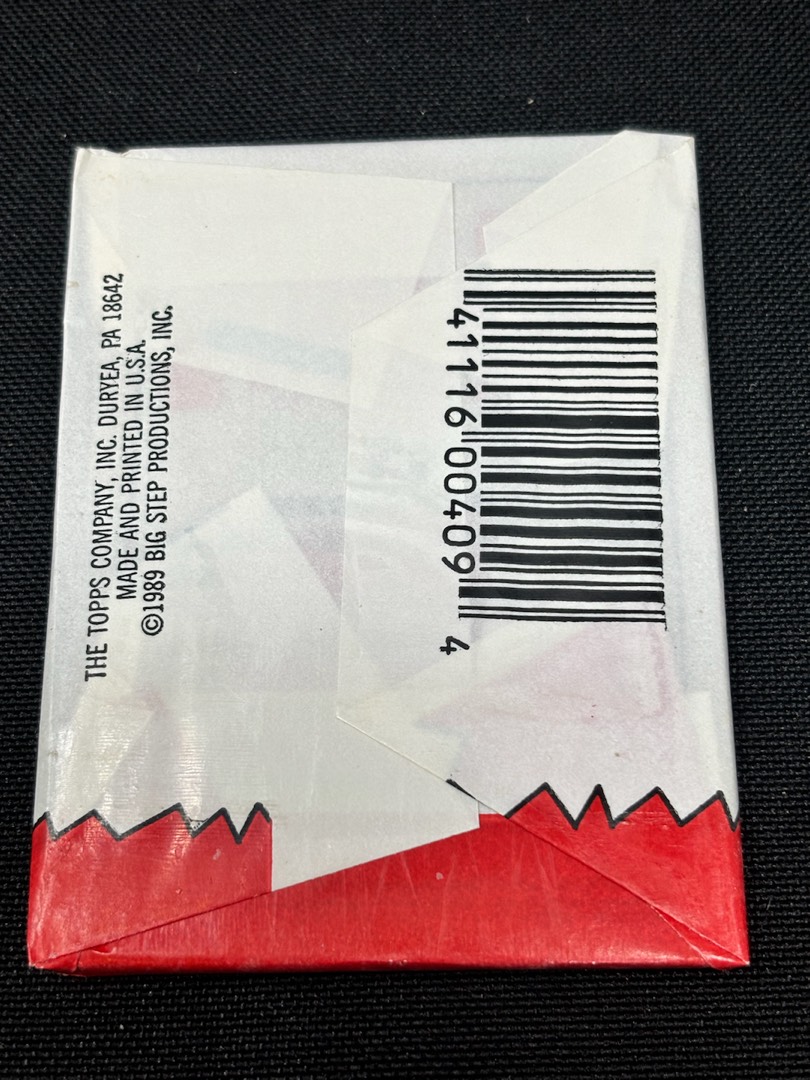 THE TOPPS COMPANY, INC. DURYEA, PA 18642
MADE AND PRINTED IN U.S.A.
©1989 BIG STEP PRODUCTIONS, INC.
41116 00409 4